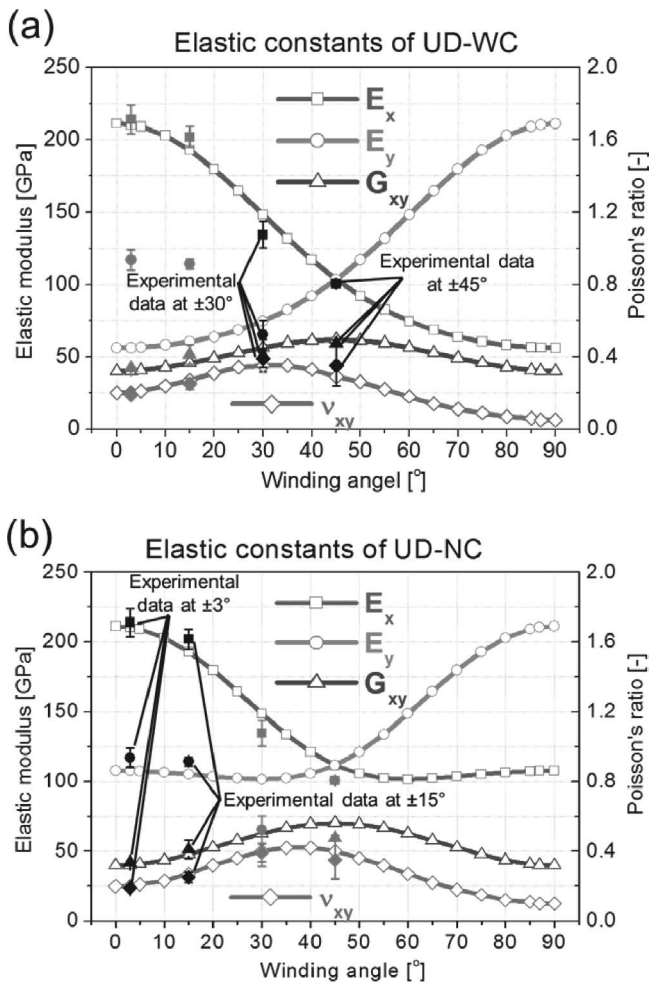 (a)
Elastic constants of UD-WC
250
200
150
100
50
0
Elastic modulus [GPa]
2.0
1.6
1.2
0.8
0.4
0.0
Poisson's ratio [-]
Ex
Ey
Gxy
Experimental
data at ±30°
Experimental data
at ±45°
νxy
0 10 20 30 40 50 60 70 80 90
Winding angel [°]
(b)
Elastic constants of UD-NC
250
200
150
100
50
0
Elastic modulus [GPa]
2.0
1.6
1.2
0.8
0.4
0.0
Poisson's ratio [-]
Experimental
data at ±3°
Ex
Ey
Gxy
Experimental data at ±15°
νxy
0 10 20 30 40 50 60 70 80 90
Winding angle [°]